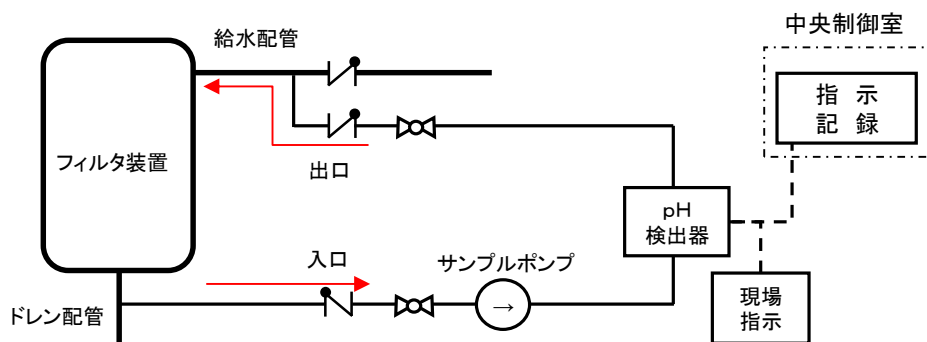 中央制御室
給水配管
指 示
記 録
フィルタ装置
出口
pH
検出器
入口
サンプルポンプ
→
ドレン配管
現場
指示